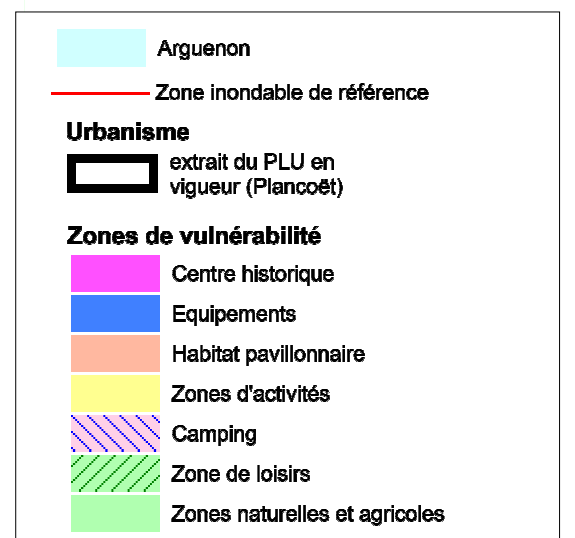 Arguenon
Zone inondable de référence
Urbanisme
extrait du PLU en
vigueur (Plancoët)
Zones de vulnérabilité
Centre historique
Equipements
Habitat pavillonnaire
Zones d'activités
Camping
Zone de loisirs
Zones naturelles et agricoles